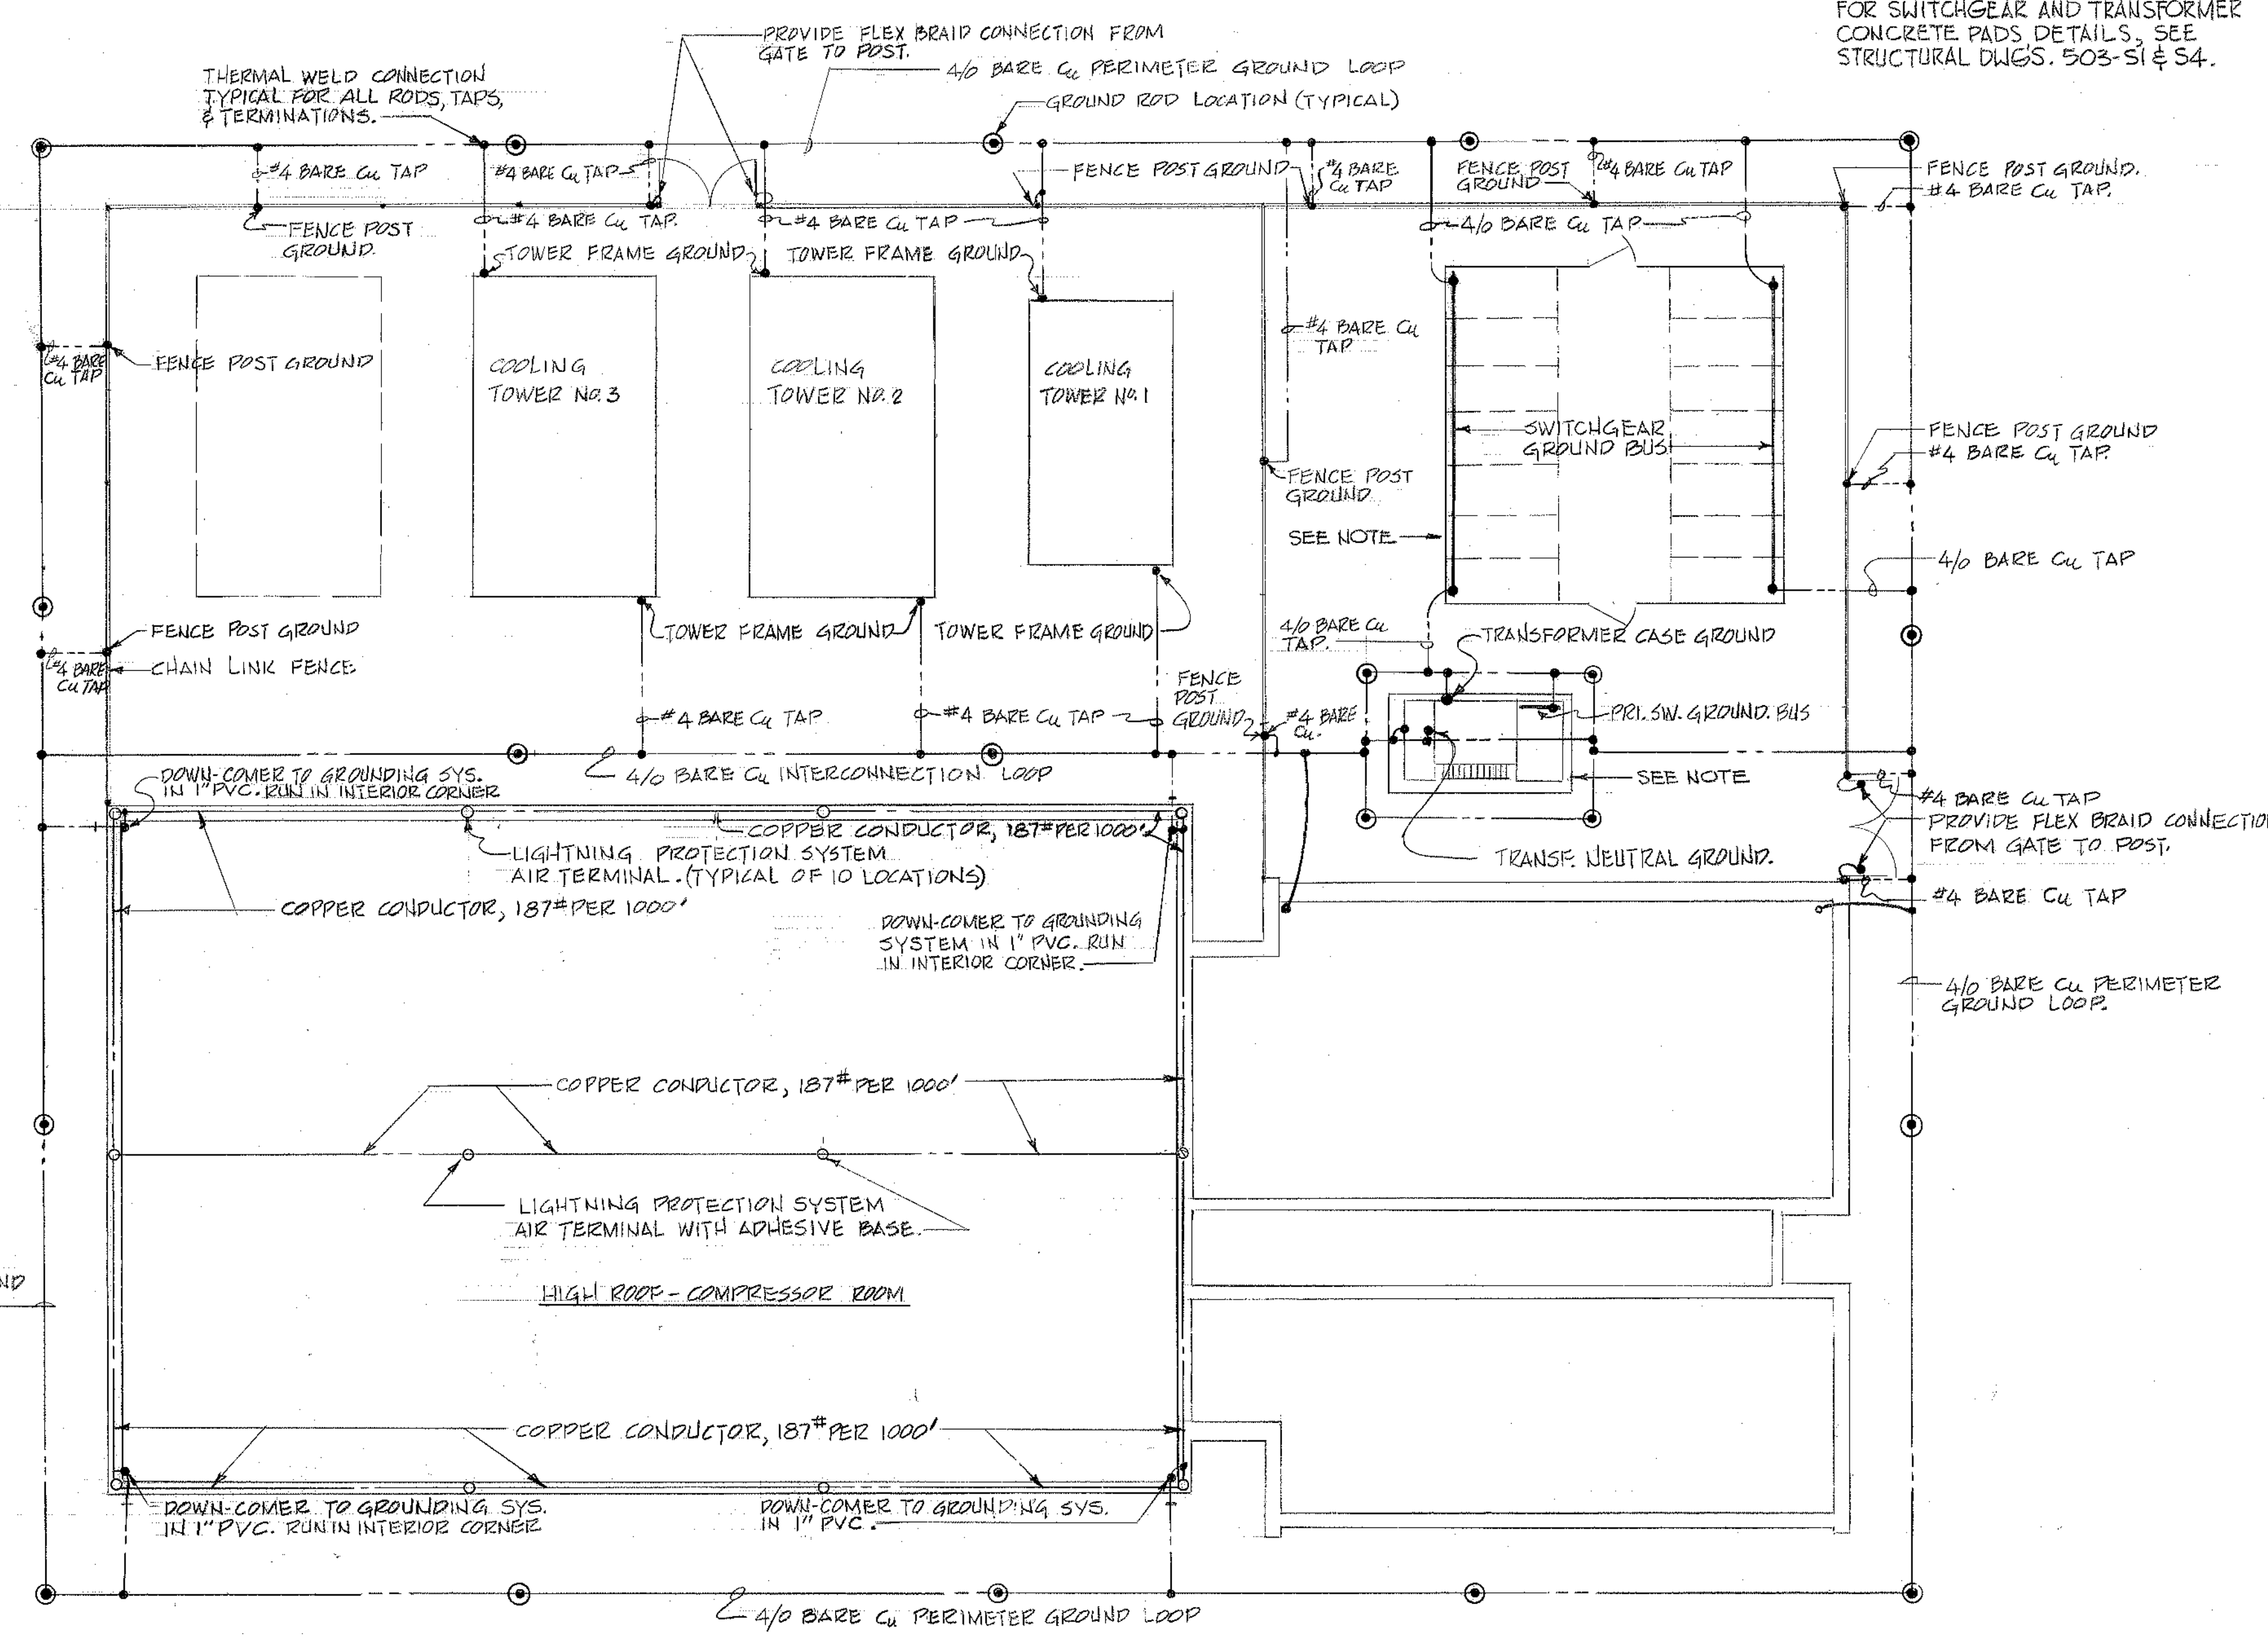 FOR SWITCHGEAR AND TRANSFORMER
CONCRETE PADS DETAILS, SEE
STRUCTURAL DWG'S. 503-S1 & S4.
PROVIDE FLEX BRAID CONNECTION FROM
GATE TO POST.
4/0 BARE Cu PERIMETER GROUND LOOP
THERMAL WELD CONNECTION
TYPICAL FOR ALL RODS, TAPS,
& TERMINATIONS.
GROUND ROD LOCATION (TYPICAL)
#4 BARE Cu TAP
#4 BARE Cu TAP
FENCE POST GROUND
#4 BARE
Cu TAP
FENCE POST
GROUND
#4 BARE Cu TAP
FENCE POST GROUND.
#4 BARE Cu TAP.
FENCE POST
GROUND.
#4 BARE Cu TAP.
#4 BARE Cu TAP
4/0 BARE Cu TAP
TOWER FRAME GROUND
TOWER FRAME GROUND
#4 BARE
Cu TAP
FENCE POST GROUND
COOLING
TOWER NO. 3
COOLING
TOWER NO. 2
COOLING
TOWER NO. 1
#4 BARE Cu
TAP
SWITCHGEAR
GROUND BUS
FENCE POST GROUND
#4 BARE Cu TAP.
FENCE POST
GROUND
SEE NOTE
4/0 BARE Cu TAP
FENCE POST GROUND
TOWER FRAME GROUND
TOWER FRAME GROUND
4/0 BARE Cu
TAP.
TRANSFORMER CASE GROUND
#4 BARE
Cu TAP
CHAIN LINK FENCE
FENCE
POST
GROUND
#4 BARE
Cu.
#4 BARE Cu TAP
#4 BARE Cu TAP
PRI. SW. GROUND. BUS
DOWN-COMER TO GROUNDING SYS.
IN 1" PVC. RUN IN INTERIOR CORNER
4/0 BARE Cu INTERCONNECTION LOOP
SEE NOTE
#4 BARE Cu TAP
PROVIDE FLEX BRAID CONNECTIO
FROM GATE TO POST.
COPPER CONDUCTOR, 187# PER 1000'
LIGHTNING PROTECTION SYSTEM
AIR TERMINAL. (TYPICAL OF 10 LOCATIONS)
TRANSF. NEUTRAL GROUND.
#4 BARE Cu TAP
COPPER CONDUCTOR, 187# PER 1000'
DOWN-COMER TO GROUNDING
SYSTEM IN 1" PVC. RUN
IN INTERIOR CORNER.
4/0 BARE Cu PERIMETER
GROUND LOOP.
COPPER CONDUCTOR, 187# PER 1000'
LIGHTNING PROTECTION SYSTEM
AIR TERMINAL WITH ADHESIVE BASE.
ND
HIGH ROOF - COMPRESSOR ROOM
COPPER CONDUCTOR, 187# PER 1000'
DOWN-COMER TO GROUNDING SYS.
IN 1" PVC. RUN IN INTERIOR CORNER
DOWN-COMER TO GROUNDING SYS.
IN 1" PVC.
4/0 BARE Cu PERIMETER GROUND LOOP